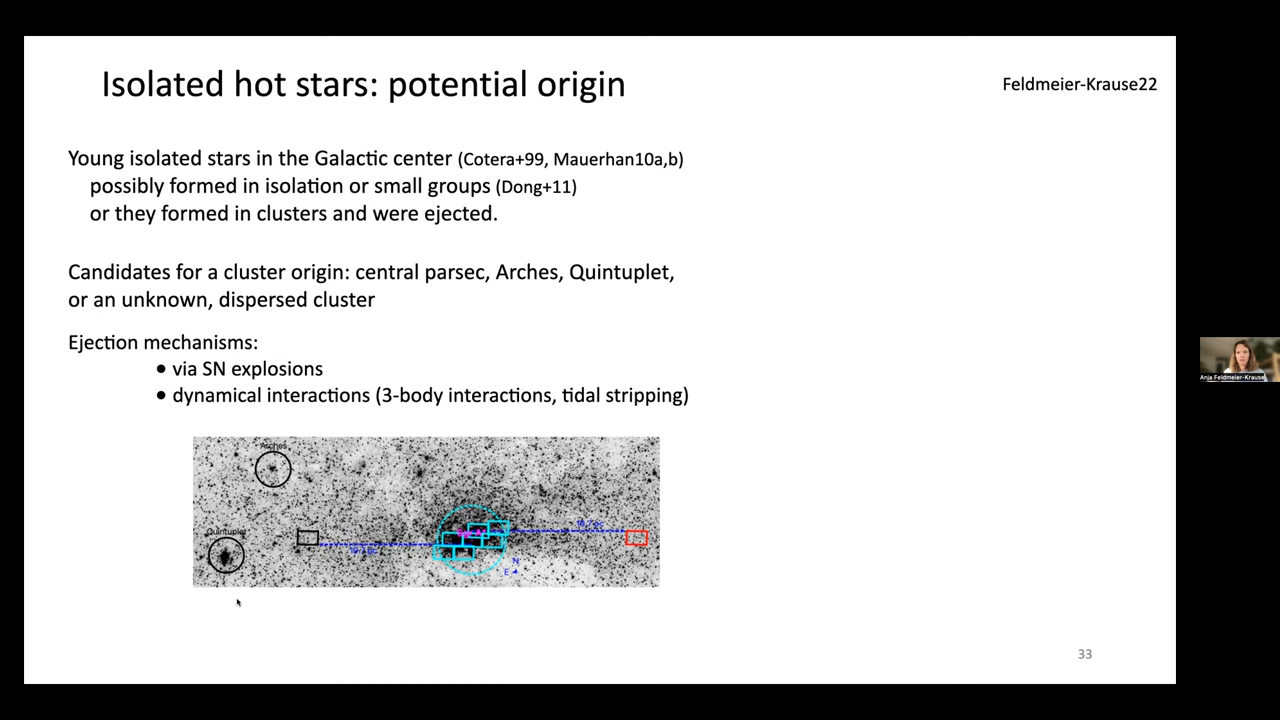 Isolated hot stars: potential origin
Feldmeier-Krause22
Young isolated stars in the Galactic center (Cotera+99, Mauerhan10a,b)
possibly formed in isolation or small groups (Dong+11)
or they formed in clusters and were ejected.
Candidates for a cluster origin: central parsec, Arches, Quintuplet,
or an unknown, dispersed cluster
Ejection mechanisms:
• via SN explosions
• dynamical interactions (3-body interactions, tidal stripping)
Arches
Quintuplet
N
E
Anja Feldmeier-Krause
33